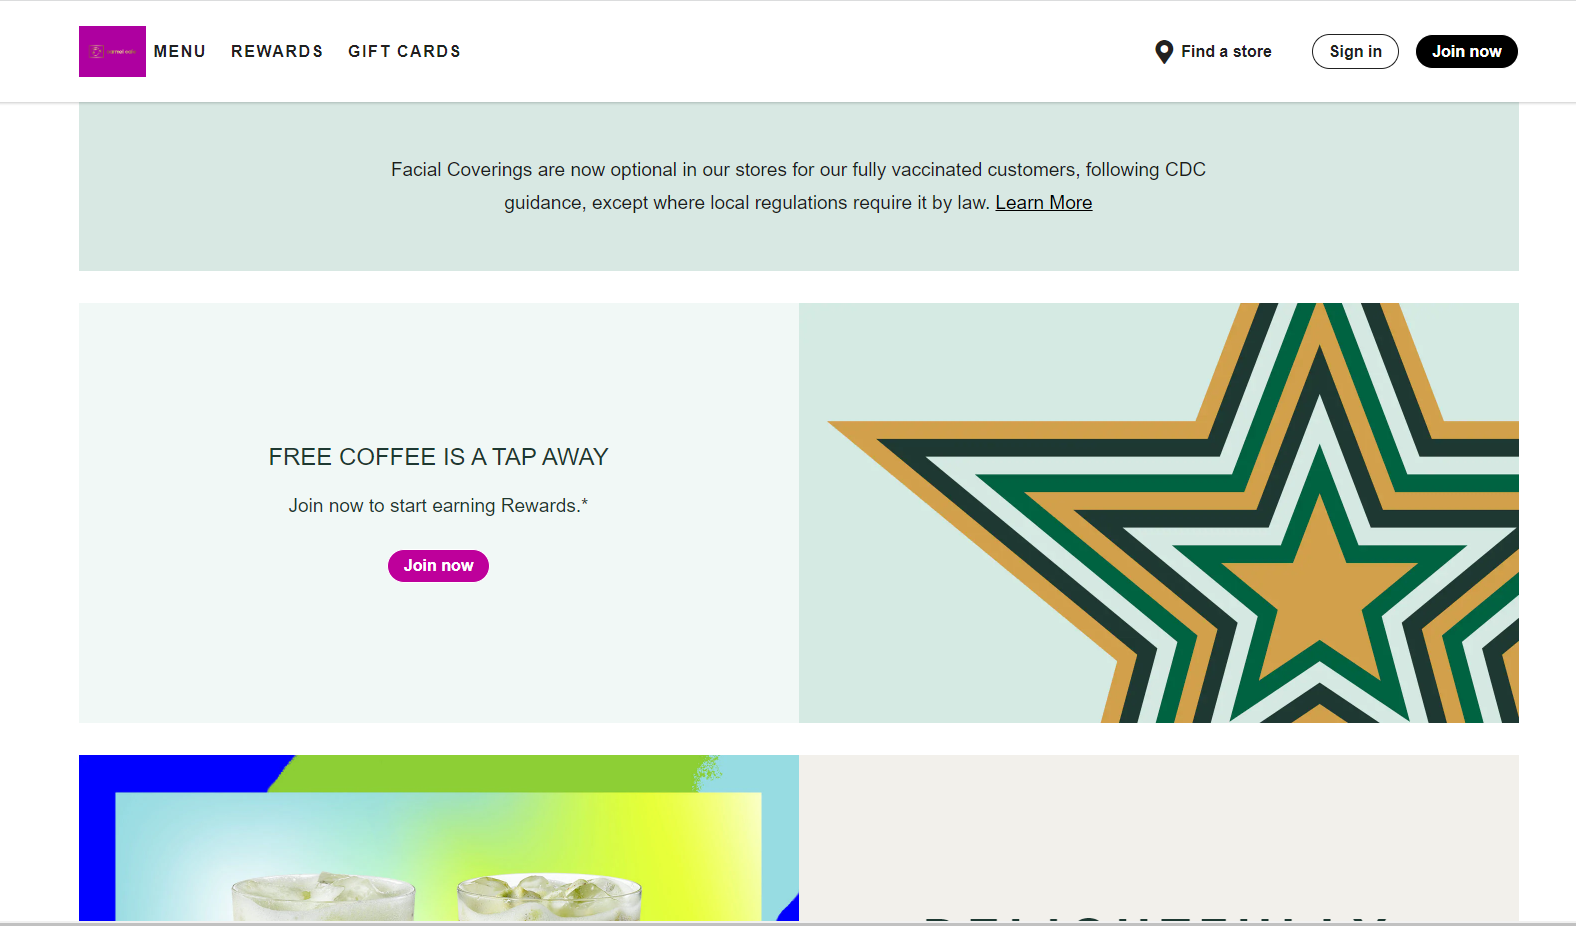 MENU REWARDS GIFT CARDS Find a store Sign in Join now
Facial Coverings are now optional in our stores for our fully vaccinated customers, following CDC
guidance, except where local regulations require it by law. Learn More
FREE COFFEE IS A TAP AWAY
Join now to start earning Rewards.*
Join now